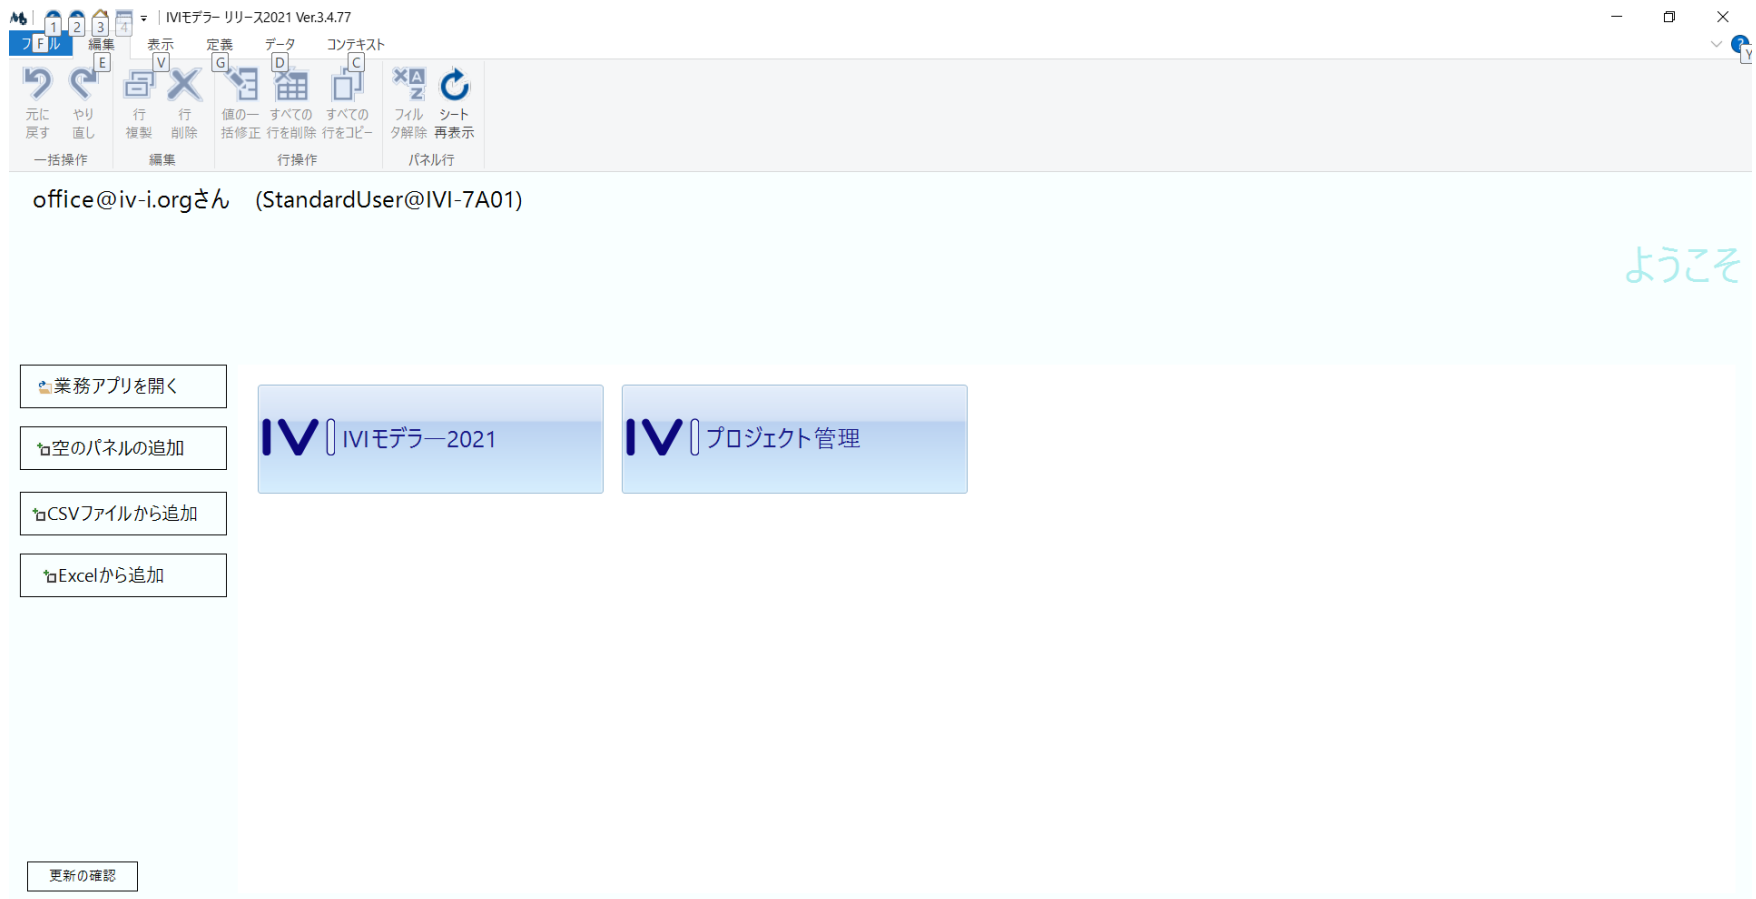 IVIモデラー リリース2021 Ver.3.4.77
1 2 3 4
ファイル 編集 表示 定義 データ コンテキスト
F E V G D C Y
元に戻す やり直し 行複製 行削除 値の一括修正 すべての行を削除 すべての行をコピー フィルタ解除 シート再表示
一括操作 編集 行操作 パネル行
office@iv-i.orgさん (StandardUser@IVI-7A01)
ようこそ
業務アプリを開く
空のパネルの追加
CSVファイルから追加
Excelから追加
IVI IVIモデラ―2021
IVI プロジェクト管理
更新の確認